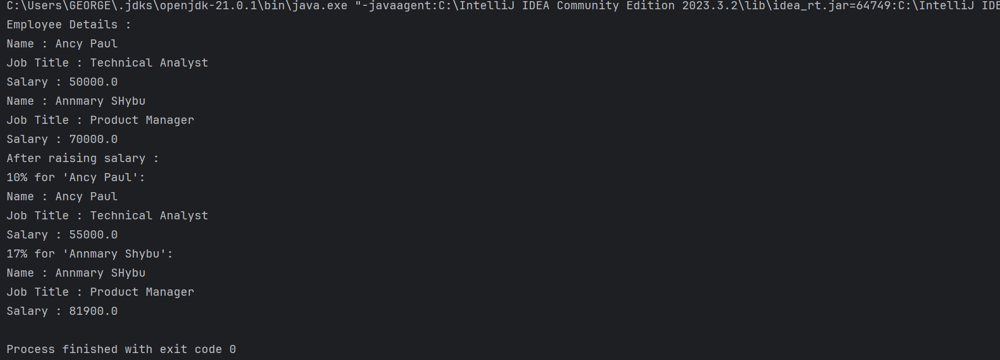 C:\Users\GEORGE\.jdks\openjdk-21.0.1\bin\java.exe "-javaagent:C:\IntelliJ IDEA Community Edition 2023.3.2\lib\idea_rt.jar=64749:C:\IntelliJ IDE
Employee Details :
Name : Ancy Paul
Job Title : Technical Analyst
Salary : 50000.0
Name : Annmary SHybu
Job Title : Product Manager
Salary : 70000.0
After raising salary :
10% for 'Ancy Paul':
Name : Ancy Paul
Job Title : Technical Analyst
Salary : 55000.0
17% for 'Annmary Shybu':
Name : Annmary SHybu
Job Title : Product Manager
Salary : 81900.0
Process finished with exit code 0